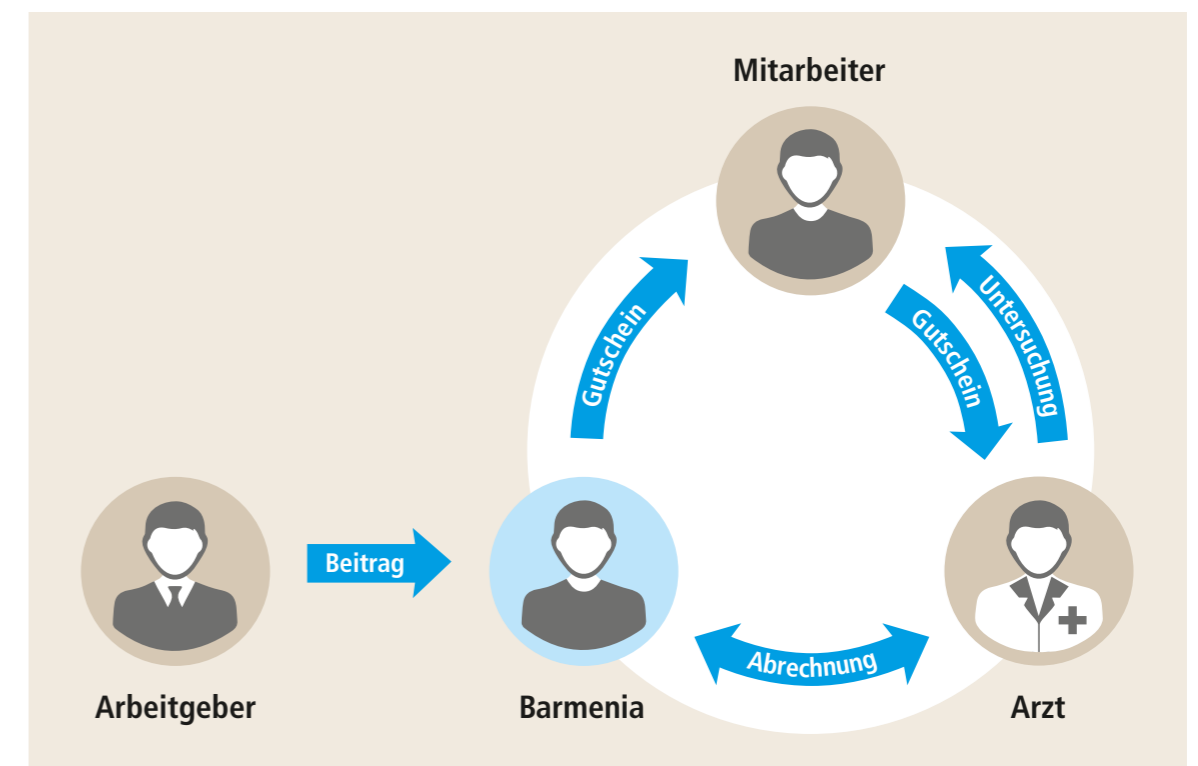 Mitarbeiter
Gutschein
Gutschein
Untersuchung
Beitrag
Abrechnung
Arbeitgeber
Barmenia
Arzt